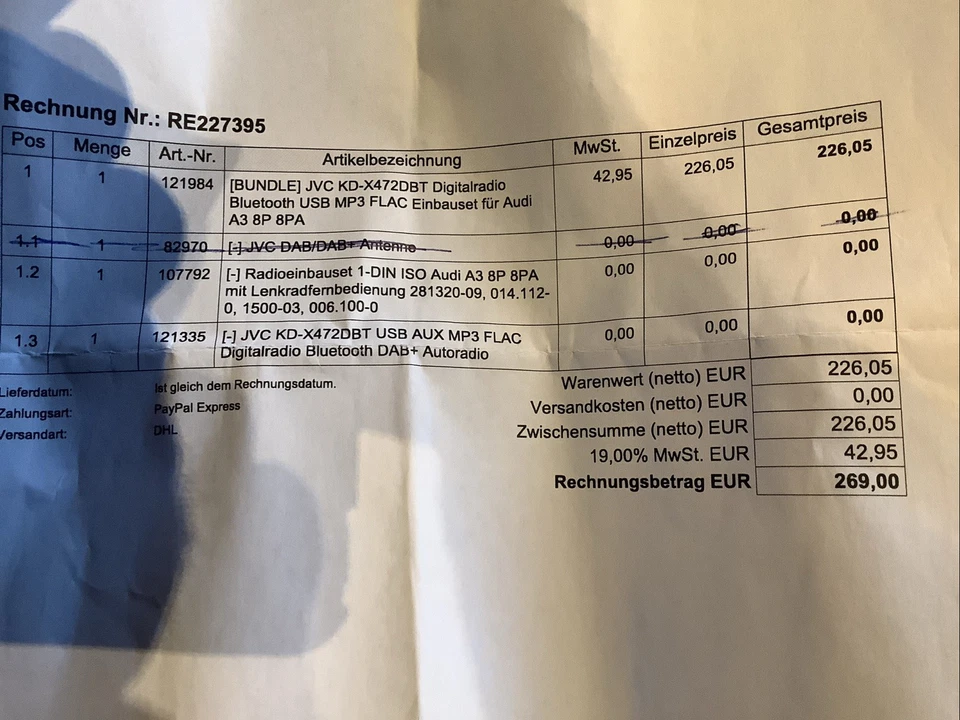 Rechnung Nr.: RE227395
Pos Menge Art.-Nr. Artikelbezeichnung MwSt. Einzelpreis Gesamtpreis
1 1 121984 [BUNDLE] JVC KD-X472DBT Digitalradio 42,95 226,05 226,05
Bluetooth USB MP3 FLAC Einbauset für Audi
A3 8P 8PA
1.1 1 82970 [-] JVC DAB/DAB+ Antenne 0,00 0,00 0,00
1.2 1 107792 [-] Radioeinbauset 1-DIN ISO Audi A3 8P 8PA 0,00 0,00 0,00
mit Lenkradfernbedienung 281320-09, 014.112-
0, 1500-03, 006.100-0
1.3 1 121335 [-] JVC KD-X472DBT USB AUX MP3 FLAC 0,00 0,00 0,00
Digitalradio Bluetooth DAB+ Autoradio
Lieferdatum: Ist gleich dem Rechnungsdatum.
Zahlungsart: PayPal Express
Versandart: DHL
Warenwert (netto) EUR 226,05
Versandkosten (netto) EUR 0,00
Zwischensumme (netto) EUR 226,05
19,00% MwSt. EUR 42,95
Rechnungsbetrag EUR 269,00